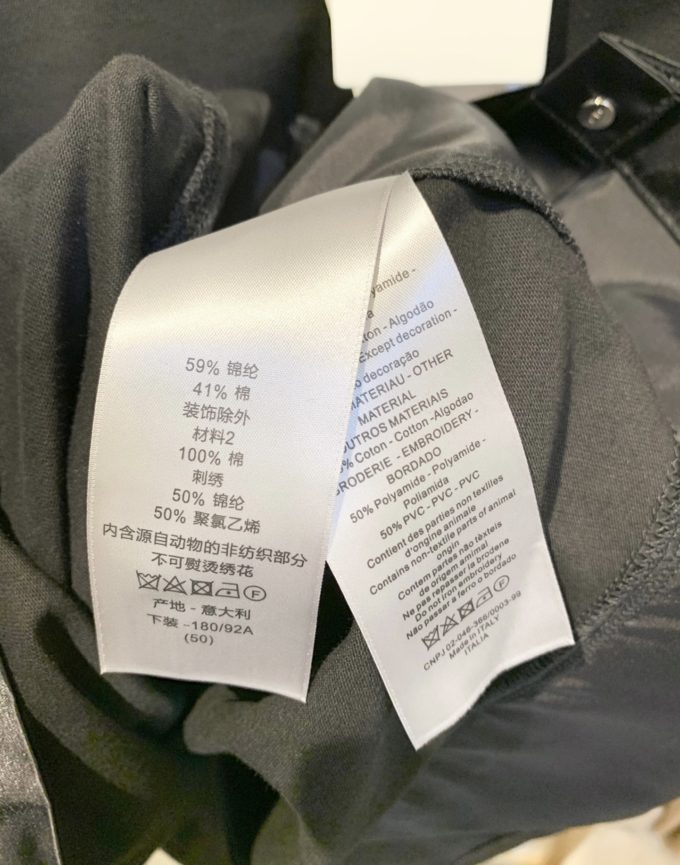 59% 锦纶
41% 棉
装饰除外
材料2
100% 棉
刺绣
50% 锦纶
50% 聚氯乙烯
内含源自动物的非纺织部分
不可熨烫绣花
F
产地 - 意大利
下装 -180/92A
(50)
- Algodão
Except decoration -
decoração
MATERIAU - OTHER
MATERIAL
OUTROS MATERIAIS
Coton - Cotton - Algodao
BRODERIE - EMBROIDERY -
BORDADO
50% Polyamide - Polyamide -
Poliamida
50% PVC - PVC - PVC
Contient des parties non textiles
d'origine animale
Contains non-textile parts of animal
origin
Contem partes não têxteis
de origem animal
Ne pas repasser la broderie
Do not iron embroidery
Não passar a ferro o bordado
F
CNPJ 02-046-366/0003-99
Made in ITALY
ITALIA